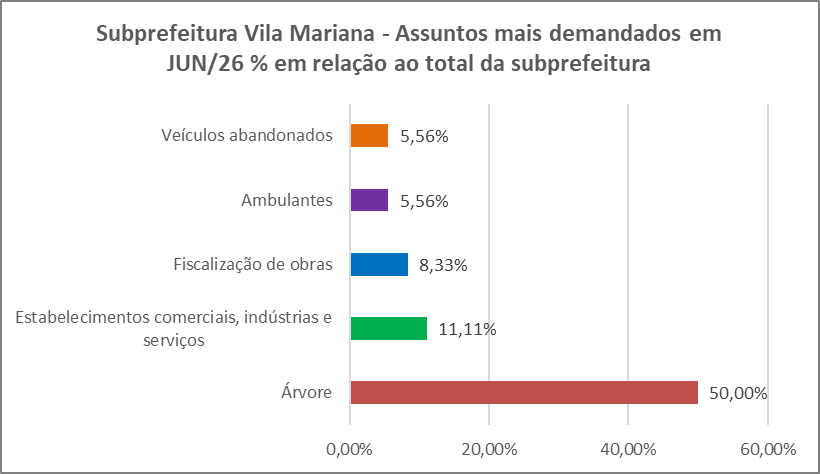 Subprefeitura Vila Mariana - Assuntos mais demandados em
JUN/26 % em relação ao total da subprefeitura
Veículos abandonados
5,56%
Ambulantes
5,56%
Fiscalização de obras
8,33%
Estabelecimentos comerciais, indústrias e
serviços
11,11%
Árvore
50,00%
0,00%
20,00%
40,00%
60,00%